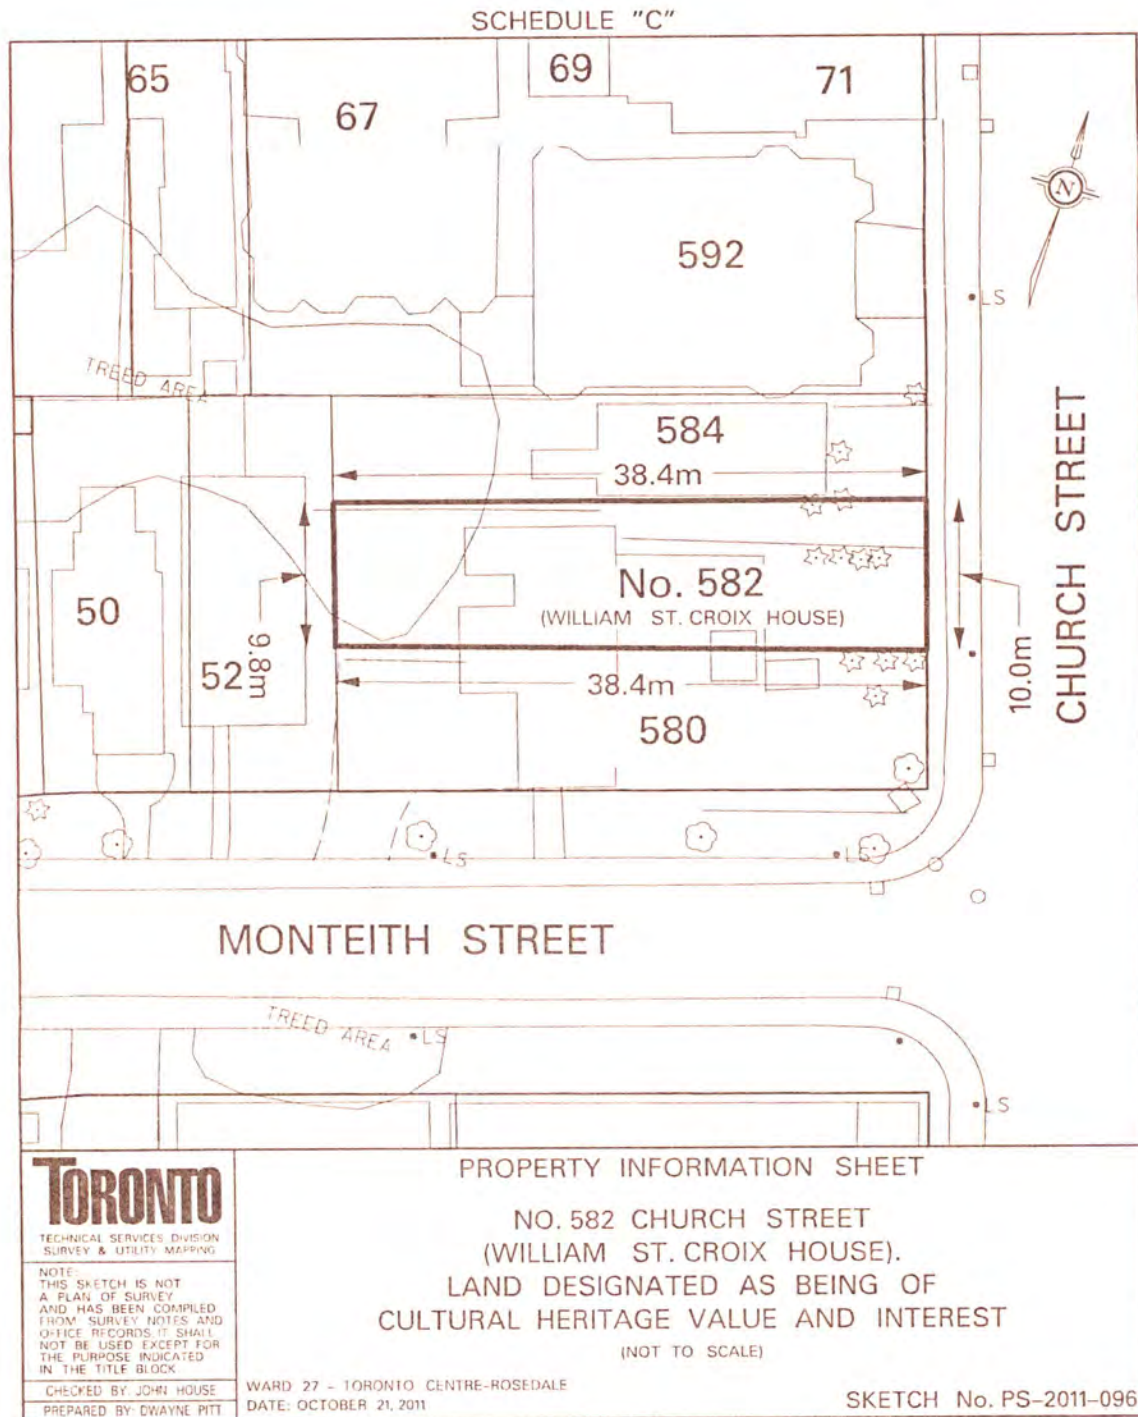 SCHEDULE "C"
65
67
69
71
592
N
LS
TREED AREA
584
38.4m
CHURCH STREET
50
No. 582
(WILLIAM ST. CROIX HOUSE)
9.8m
52
38.4m
10.0m
580
LS
LS
MONTEITH STREET
TREED AREA
LS
LS
TORONTO
TECHNICAL SERVICES DIVISION
SURVEY & UTILITY MAPPING
NOTE:
THIS SKETCH IS NOT
A PLAN OF SURVEY
AND HAS BEEN COMPILED
FROM SURVEY NOTES AND
OFFICE RECORDS. IT SHALL
NOT BE USED EXCEPT FOR
THE PURPOSE INDICATED
IN THE TITLE BLOCK
CHECKED BY: JOHN HOUSE
PREPARED BY: DWAYNE PITT
PROPERTY INFORMATION SHEET
NO. 582 CHURCH STREET
(WILLIAM ST. CROIX HOUSE).
LAND DESIGNATED AS BEING OF
CULTURAL HERITAGE VALUE AND INTEREST
(NOT TO SCALE)
WARD 27 - TORONTO CENTRE-ROSEDALE
DATE: OCTOBER 21, 2011
SKETCH No. PS-2011-096